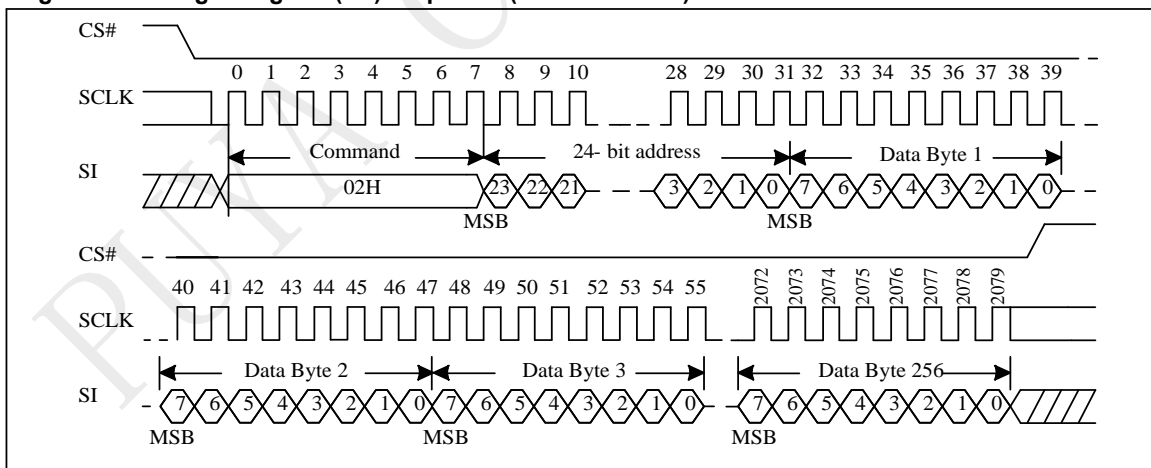 CS#
0 1 2 3 4 5 6 7 8 9 10 28 29 30 31 32 33 34 35 36 37 38 39
SCLK
Command 24- bit address Data Byte 1
SI
02H 23 22 21 3 2 1 0 7 6 5 4 3 2 1 0
MSB MSB
CS#
40 41 42 43 44 45 46 47 48 49 50 51 52 53 54 55 2072 2073 2074 2075 2076 2077 2078 2079
SCLK
Data Byte 2 Data Byte 3 Data Byte 256
SI
7 6 5 4 3 2 1 0 7 6 5 4 3 2 1 0 7 6 5 4 3 2 1 0
MSB MSB MSB
PUYA